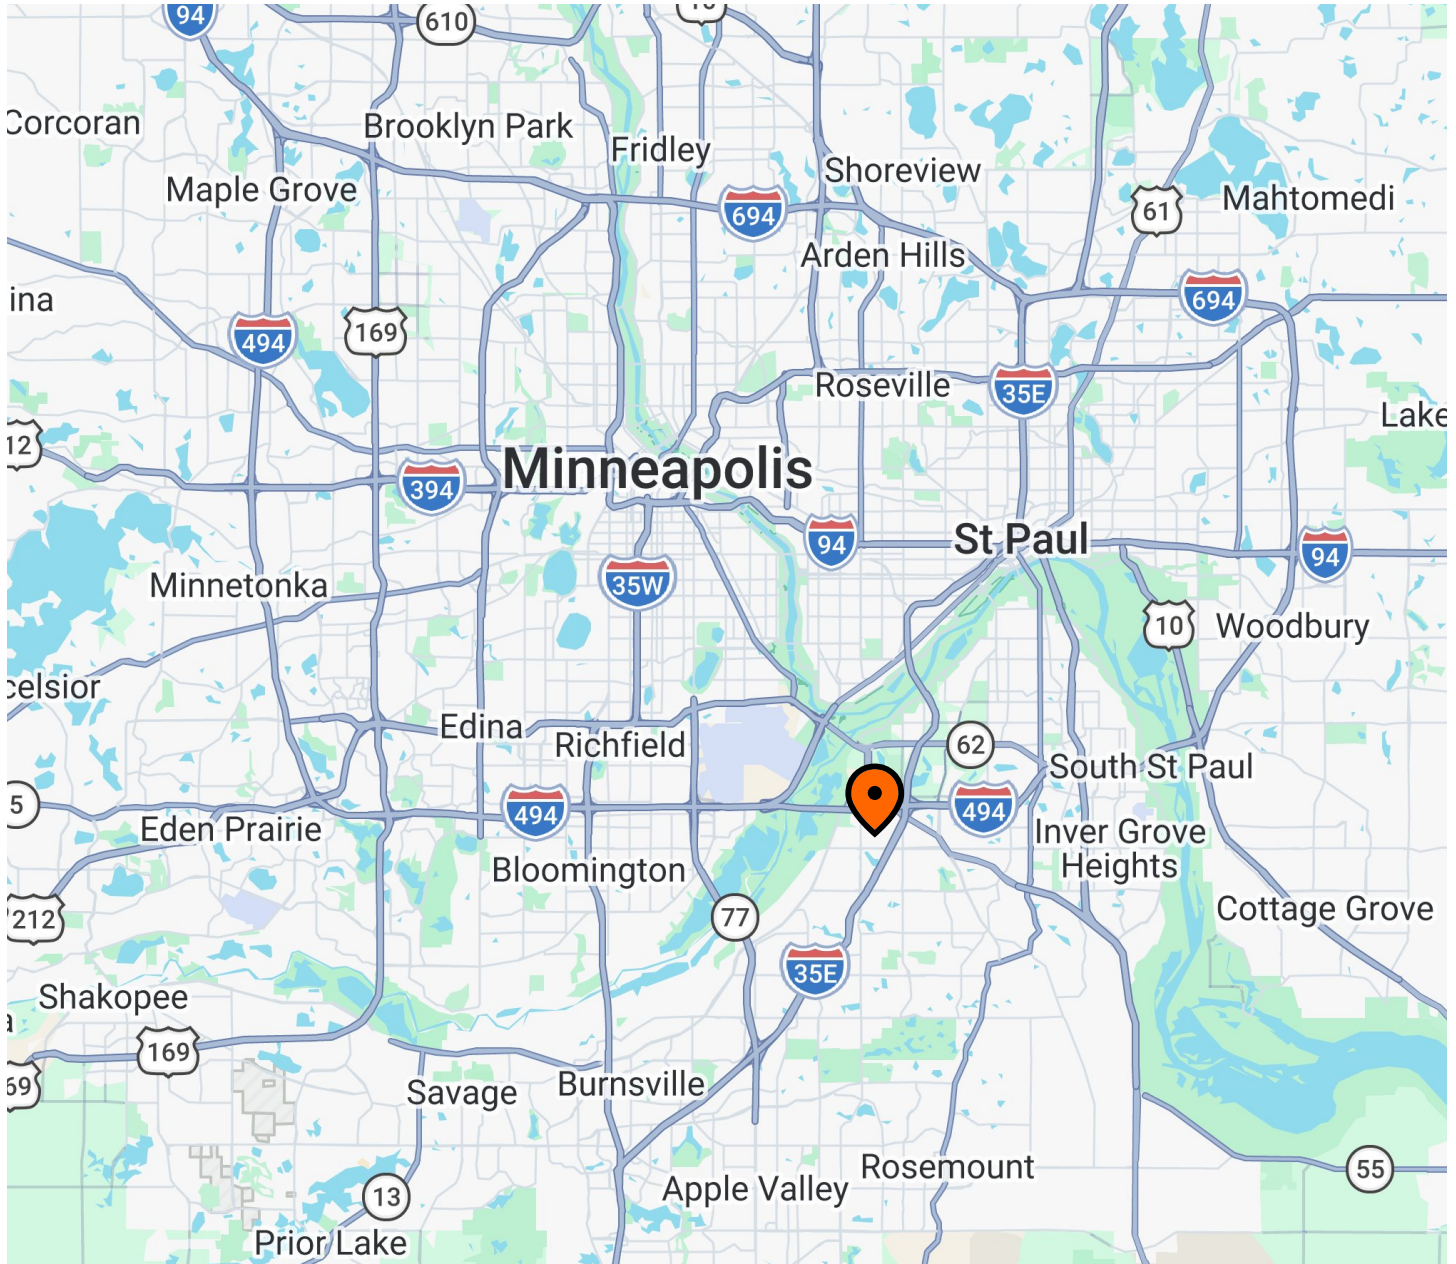 94
610
10
Corcoran
Brooklyn Park
Fridley
Shoreview
Maple Grove
61
Mahtomedi
694
Arden Hills
ina
694
494
169
Roseville
35E
Lake
12
Minneapolis
394
94
St Paul
94
35W
Minnetonka
10
Woodbury
celsior
Edina
Richfield
62
South St Paul
5
494
494
Eden Prairie
Inver Grove
Heights
Bloomington
212
77
Cottage Grove
35E
Shakopee
a
169
69
Savage
Burnsville
Rosemount
55
13
Apple Valley
Prior Lake